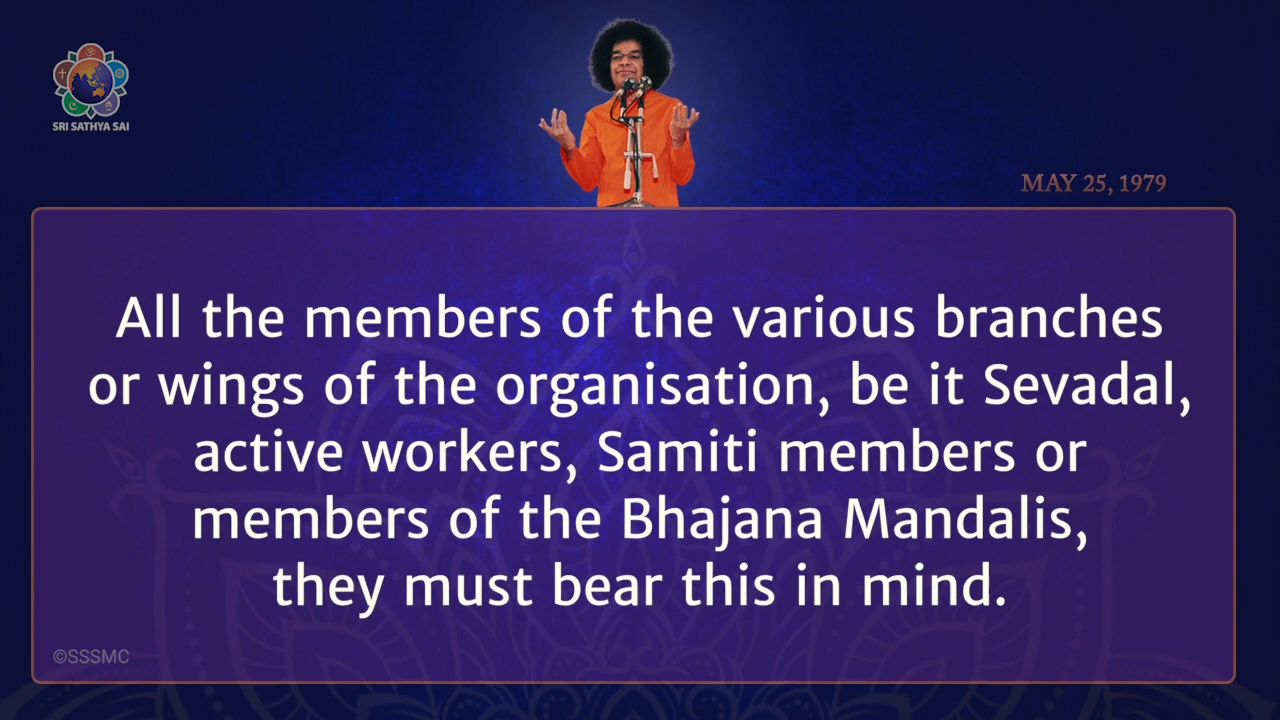 SRI SATHYA SAI
MAY 25, 1979
All the members of the various branches
or wings of the organisation, be it Sevadal,
active workers, Samiti members or
members of the Bhajana Mandalis,
they must bear this in mind.
©SSSMC